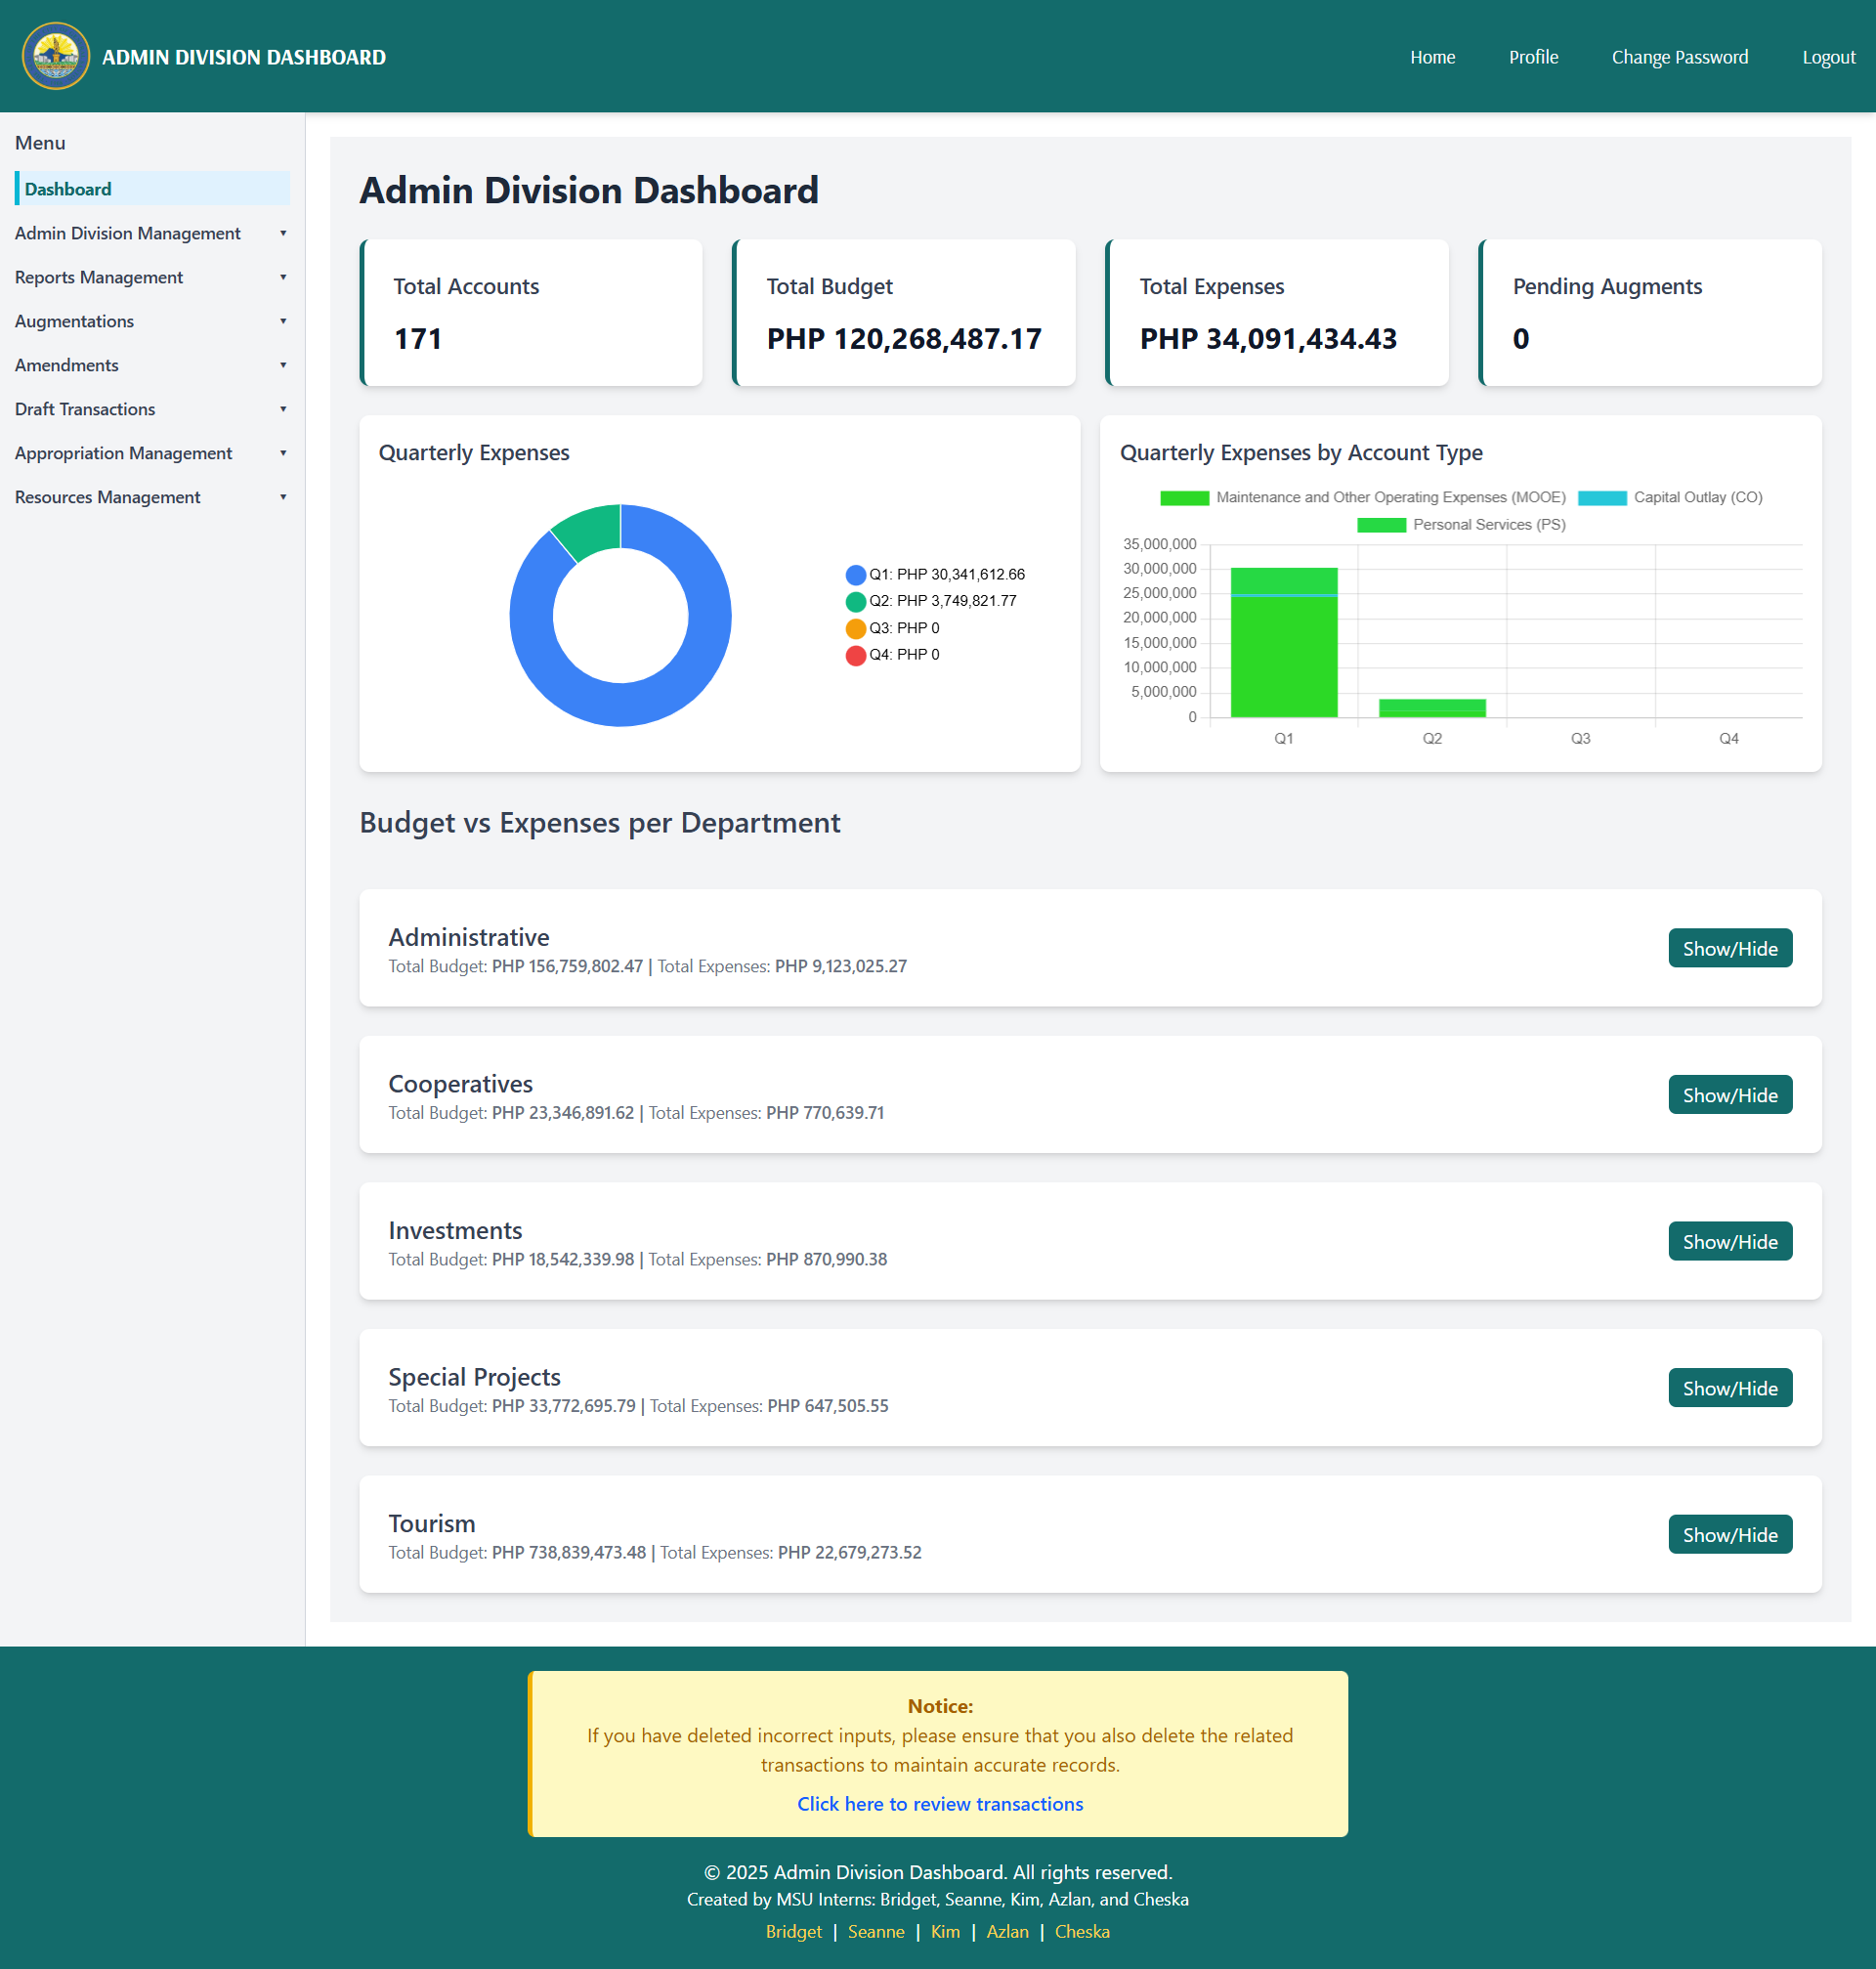 ADMIN DIVISION DASHBOARD
Home Profile Change Password Logout
Menu
Dashboard
Admin Division Management
Reports Management
Augmentations
Amendments
Draft Transactions
Appropriation Management
Resources Management
Admin Division Dashboard
Total Accounts
171
Total Budget
PHP 120,268,487.17
Total Expenses
PHP 34,091,434.43
Pending Augments
0
Quarterly Expenses
Q1: PHP 30,341,612.66
Q2: PHP 3,749,821.77
Q3: PHP 0
Q4: PHP 0
Quarterly Expenses by Account Type
Maintenance and Other Operating Expenses (MOOE) Capital Outlay (CO)
Personal Services (PS)
35,000,000
30,000,000
25,000,000
20,000,000
15,000,000
10,000,000
5,000,000
0
Q1 Q2 Q3 Q4
Budget vs Expenses per Department
Administrative
Total Budget: PHP 156,759,802.47 | Total Expenses: PHP 9,123,025.27
Show/Hide
Cooperatives
Total Budget: PHP 23,346,891.62 | Total Expenses: PHP 770,639.71
Show/Hide
Investments
Total Budget: PHP 18,542,339.98 | Total Expenses: PHP 870,990.38
Show/Hide
Special Projects
Total Budget: PHP 33,772,695.79 | Total Expenses: PHP 647,505.55
Show/Hide
Tourism
Total Budget: PHP 738,839,473.48 | Total Expenses: PHP 22,679,273.52
Show/Hide
Notice:
If you have deleted incorrect inputs, please ensure that you also delete the related
transactions to maintain accurate records.
Click here to review transactions
© 2025 Admin Division Dashboard. All rights reserved.
Created by MSU Interns: Bridget, Seanne, Kim, Azlan, and Cheska
Bridget | Seanne | Kim | Azlan | Cheska